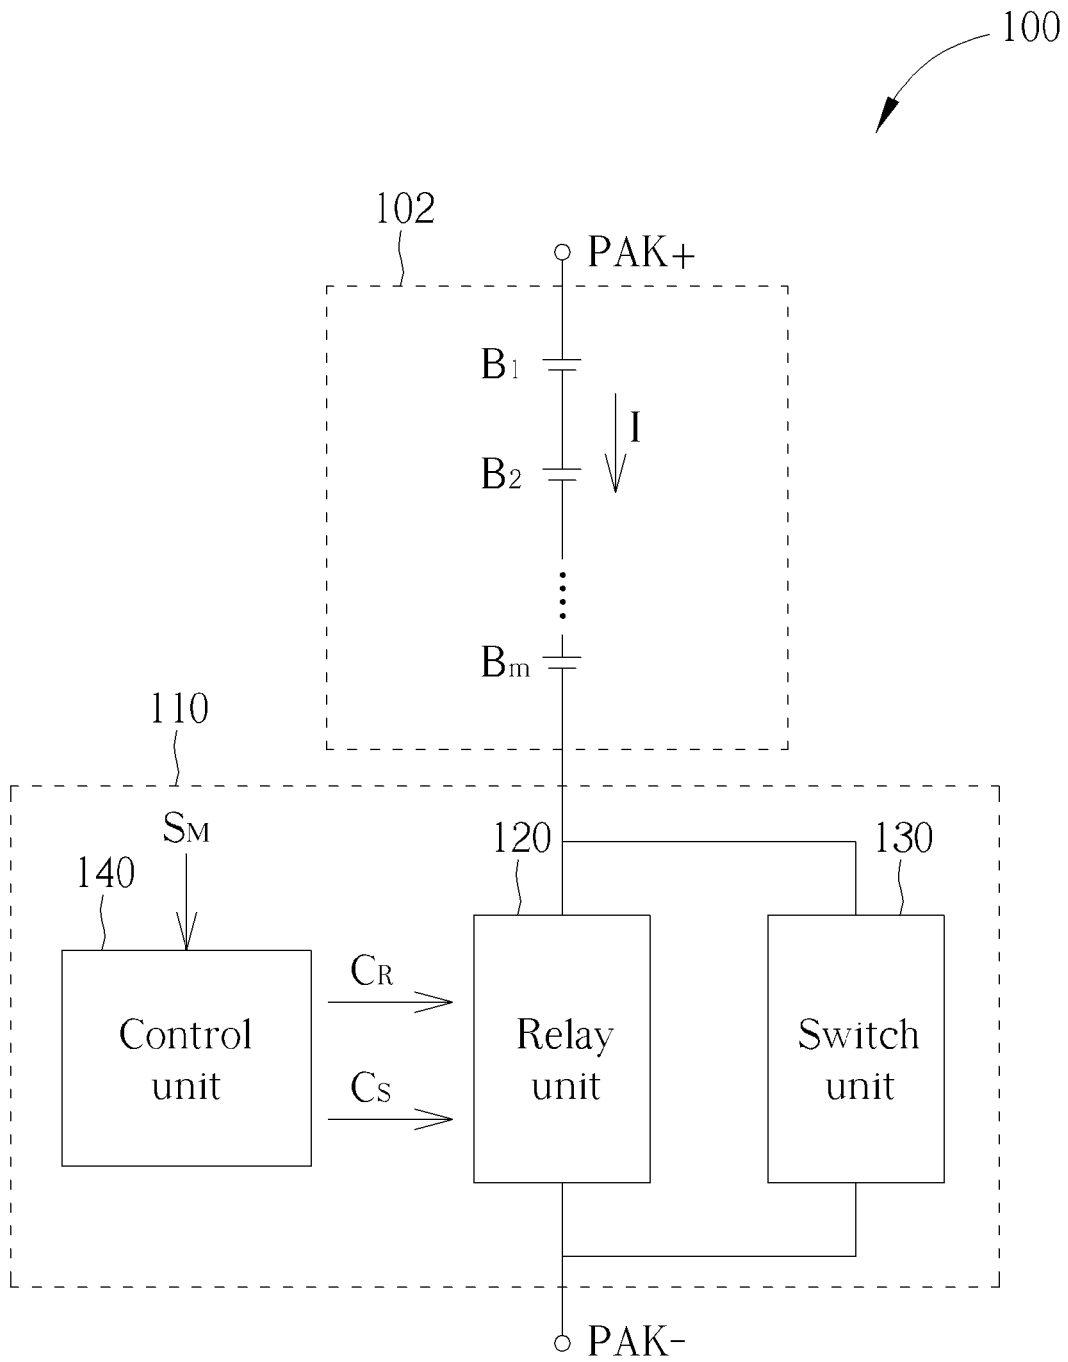 100
102
PAK+
B1
I
B2
Bm
110
SM
120
130
140
CR
Control
unit
Relay
unit
Switch
unit
CS
PAK-